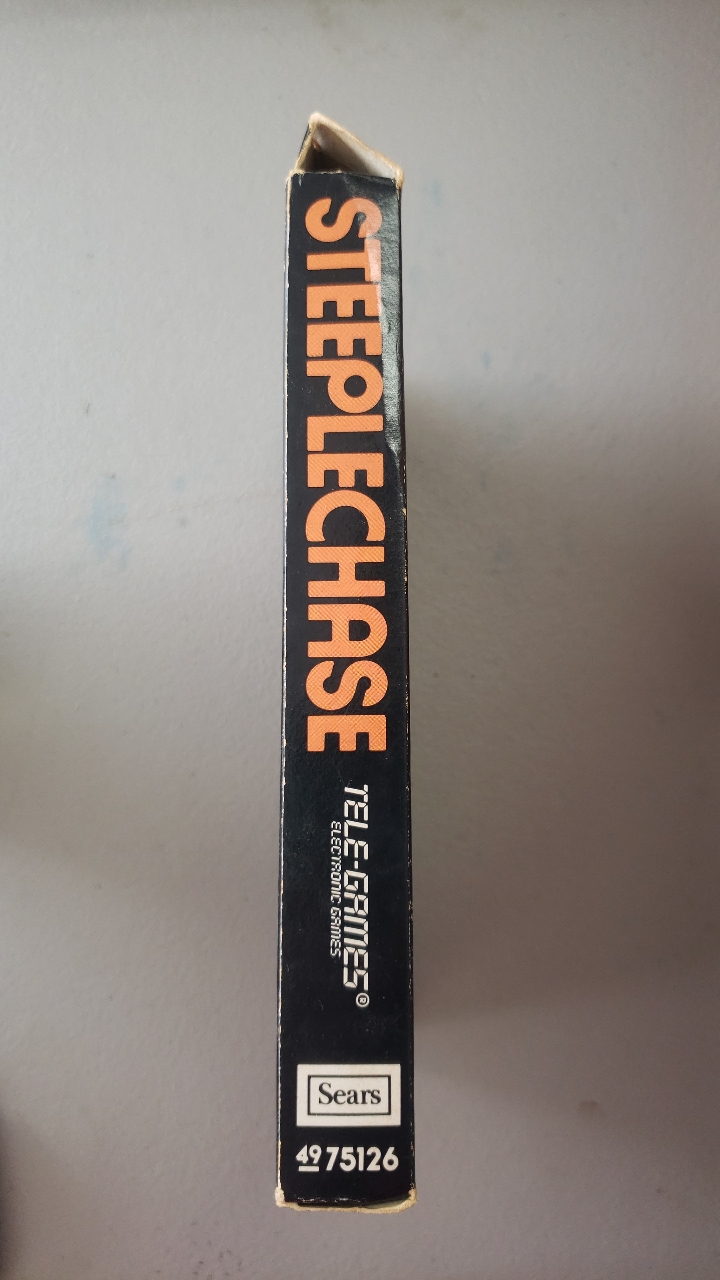 STEEPLECHASE
TELE-GAMES®
ELECTRONIC GAMES
Sears
49 75126